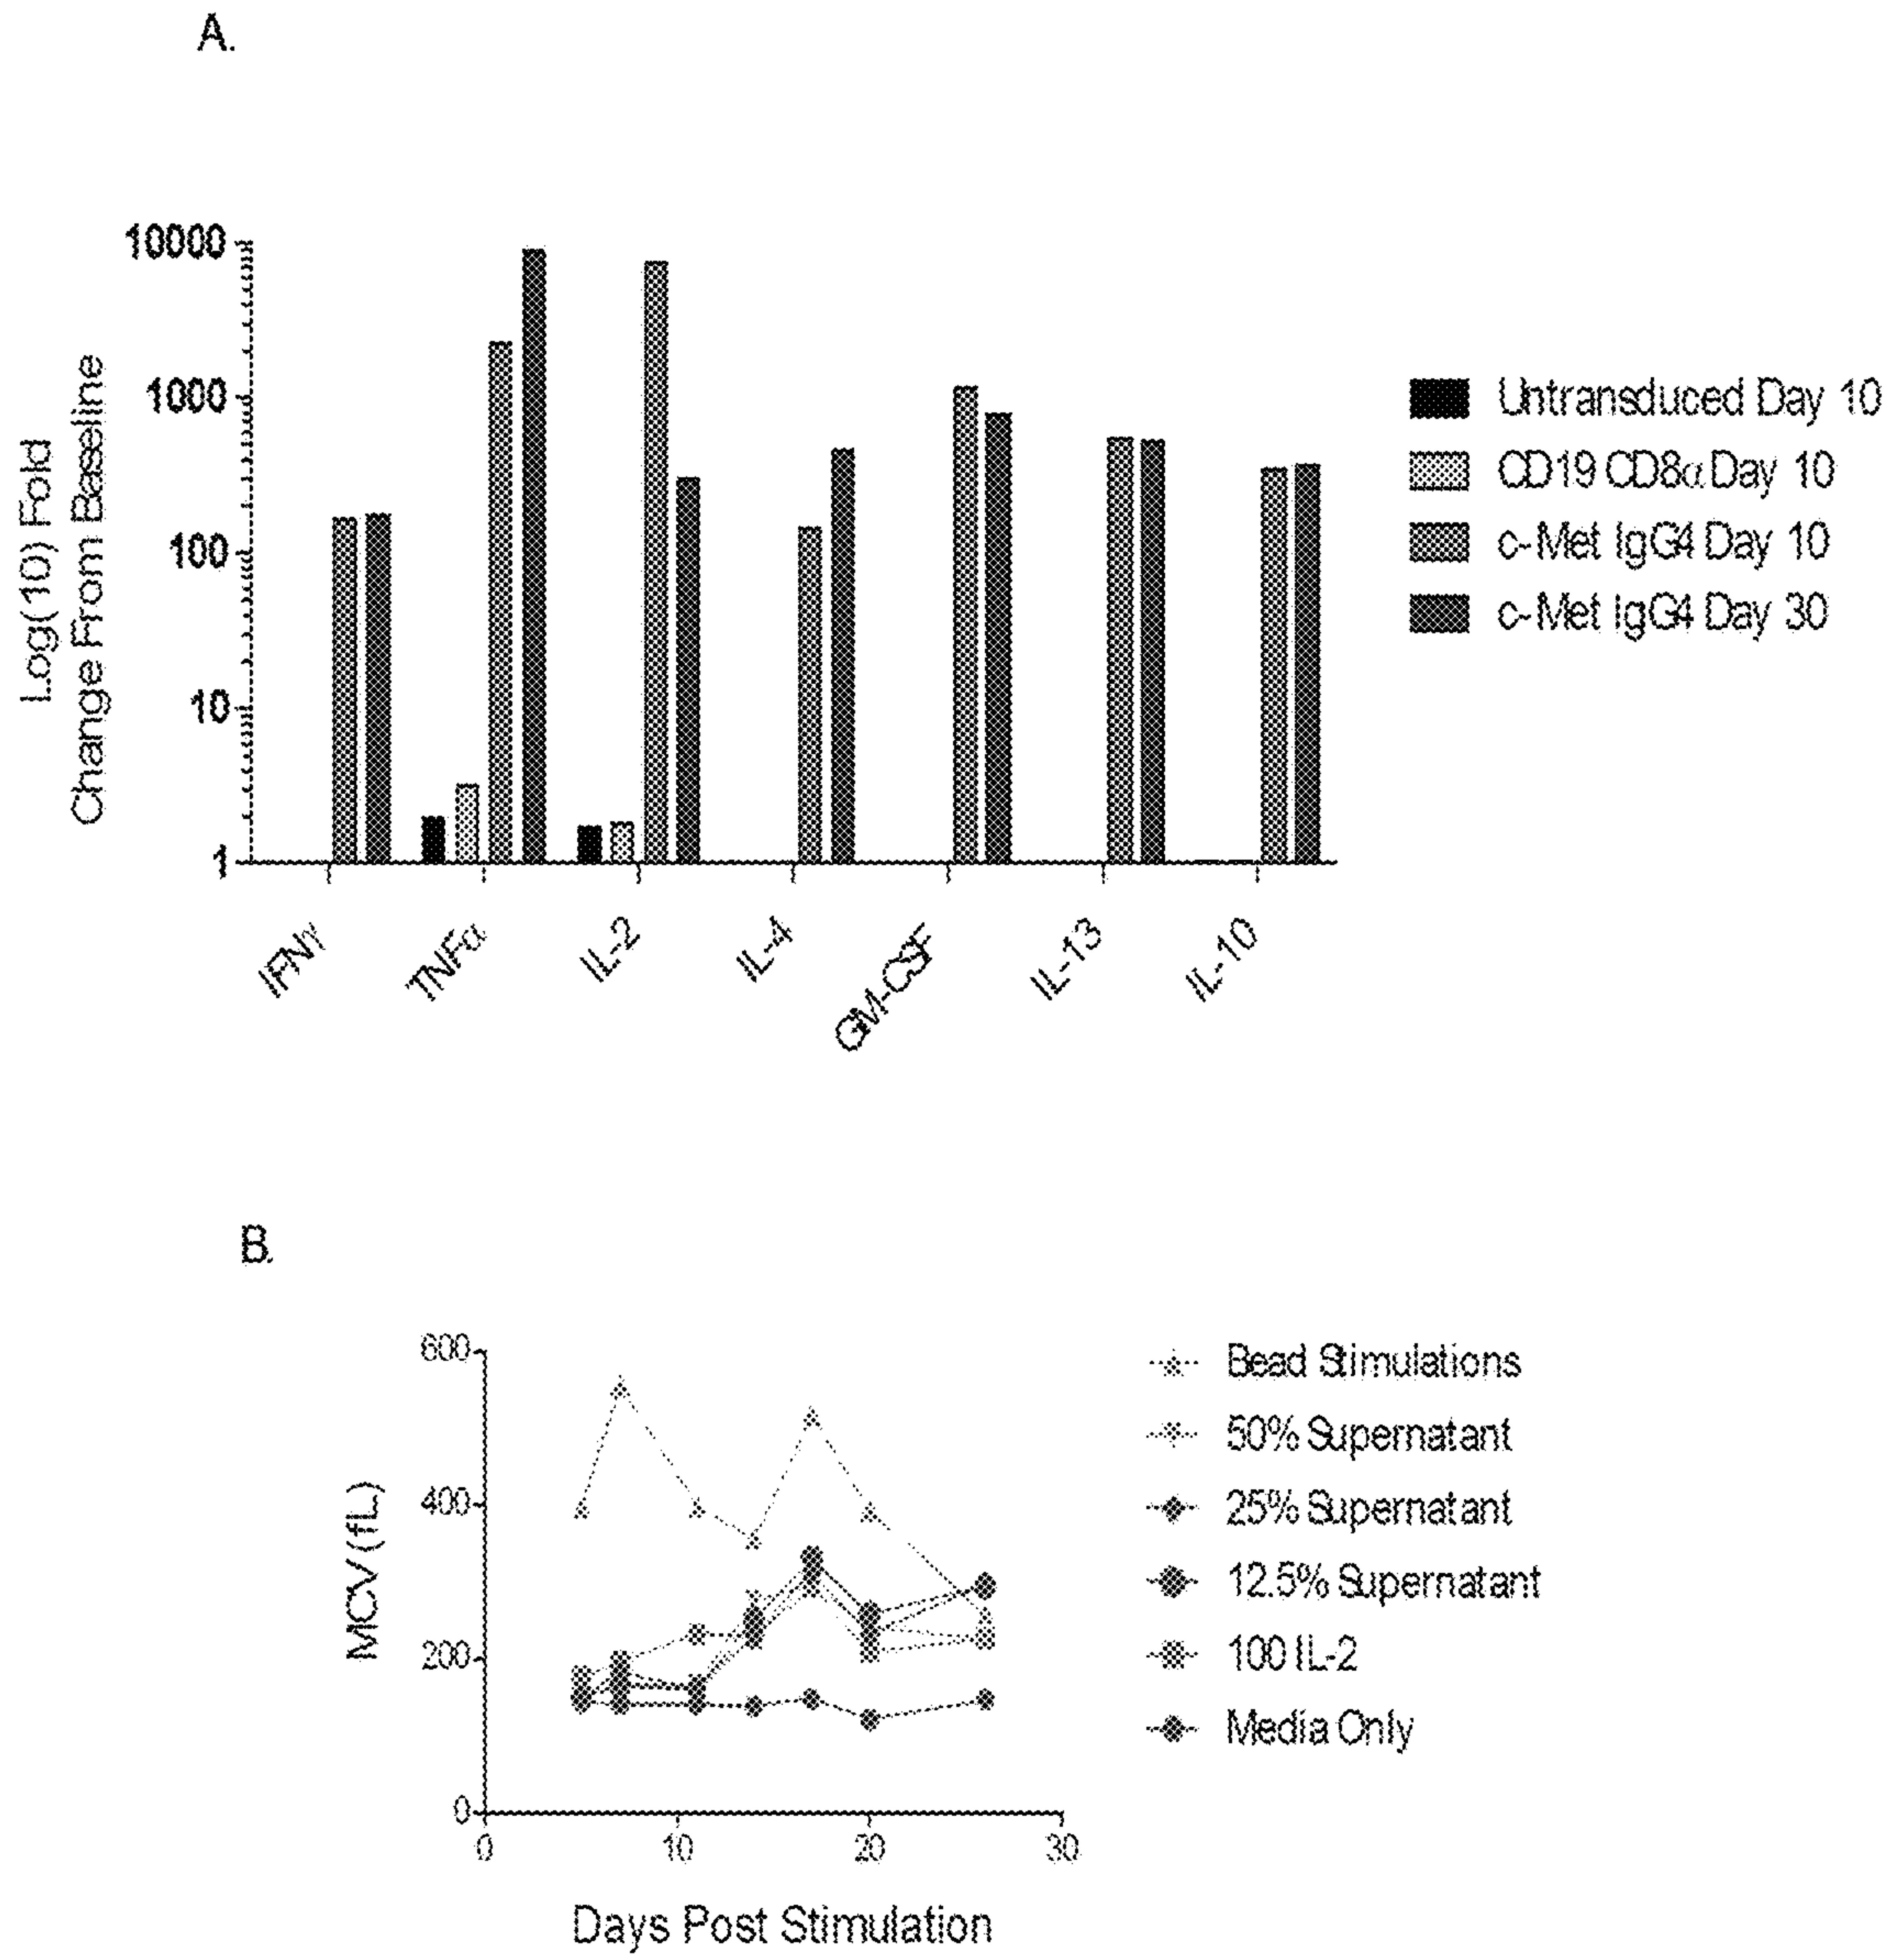 A.
Log(10) Fold
Change From Baseline
10000
1000
100
10
1
IFNγ
TNFα
IL-2
IL-4
GM-CSF
IL-13
IL-10
Untransduced Day 10
CD19 CD8α Day 10
c-Met IgG4 Day 10
c-Met IgG4 Day 30
B.
MCV (fL)
600
400
200
0
0
10
20
30
Days Post Stimulation
Bead Stimulations
50% Supernatant
25% Supernatant
12.5% Supernatant
100 IL-2
Media Only